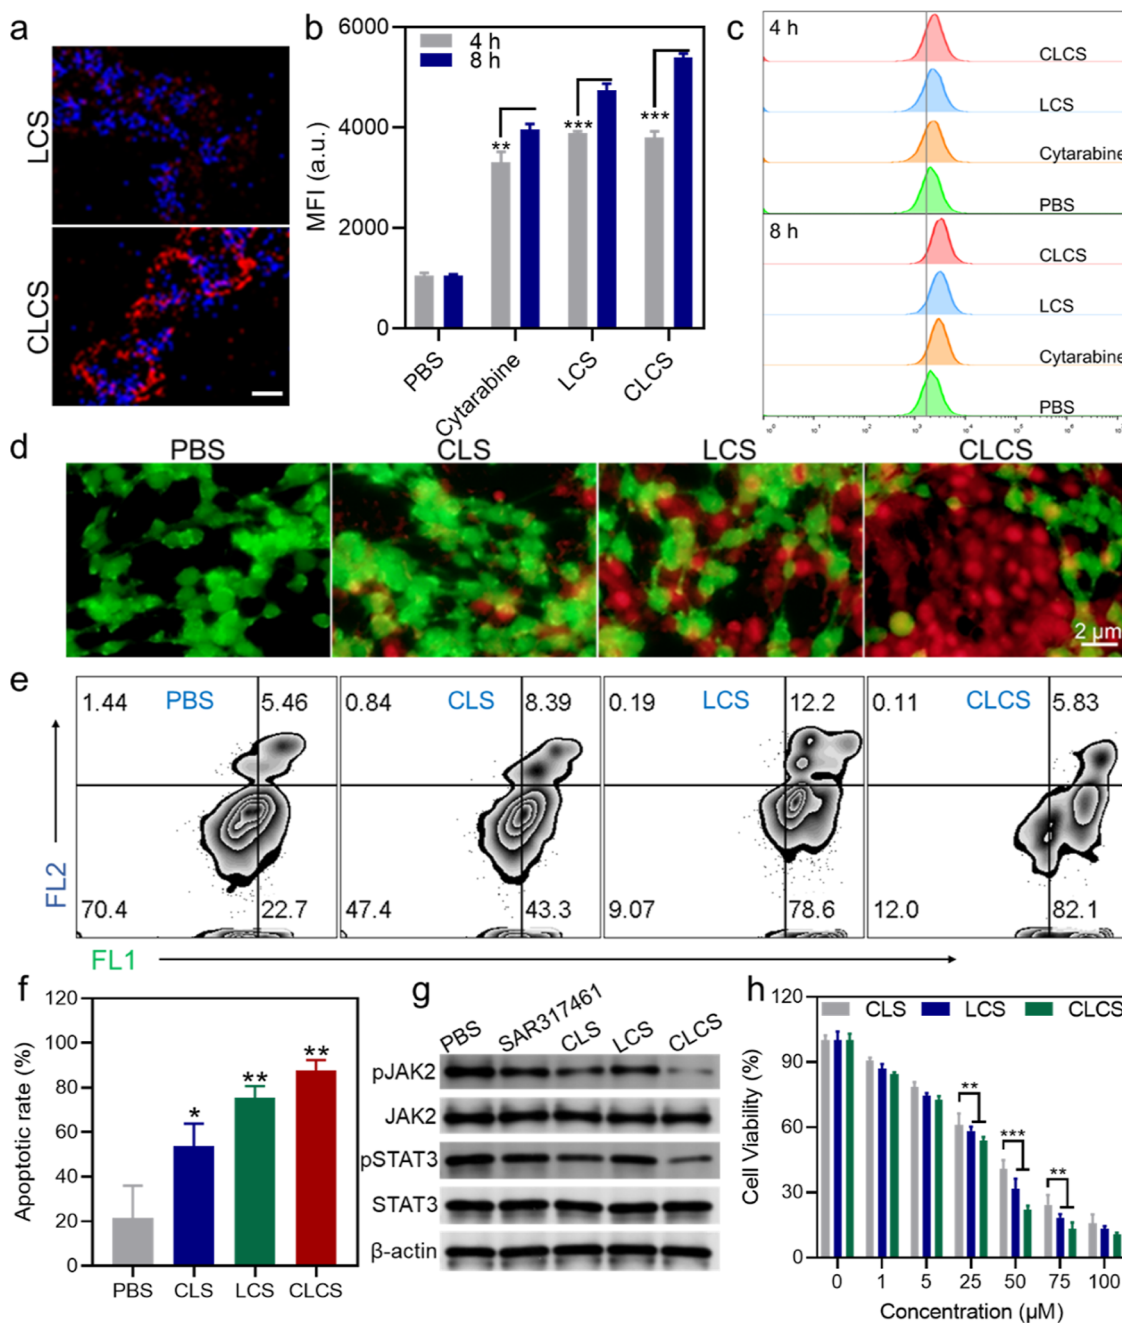 a
LCS
CLCS
b
6000
4000
2000
0
MFI (a.u.)
4 h
8 h
**
***
***
PBS
Cytarabine
LCS
CLCS
c
4 h
CLCS
LCS
Cytarabine
PBS
8 h
CLCS
LCS
Cytarabine
PBS
d
PBS CLS LCS CLCS
2 µm
e
1.44 PBS 5.46
70.4 22.7
0.84 CLS 8.39
47.4 43.3
0.19 LCS 12.2
9.07 78.6
0.11 CLCS 5.83
12.0 82.1
FL2
FL1
f
120
100
80
60
40
20
0
Apoptotic rate (%)
*
**
**
PBS CLS LCS CLCS
g
PBS SAR317461 CLS LCS CLCS
pJAK2
JAK2
pSTAT3
STAT3
β-actin
h
120
90
60
30
0
Cell Viability (%)
CLS LCS CLCS
**
***
**
0 1 5 25 50 75 100
Concentration (µM)